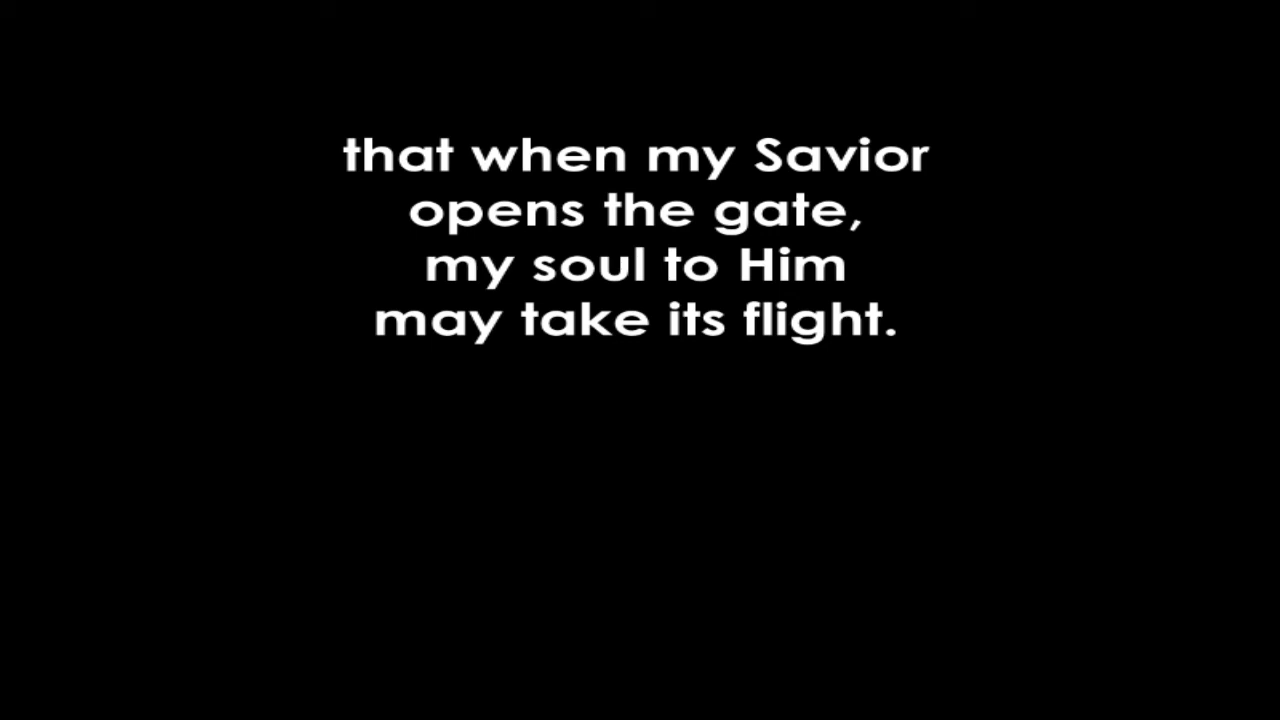 that when my Savior
opens the gate,
my soul to Him
may take its flight.